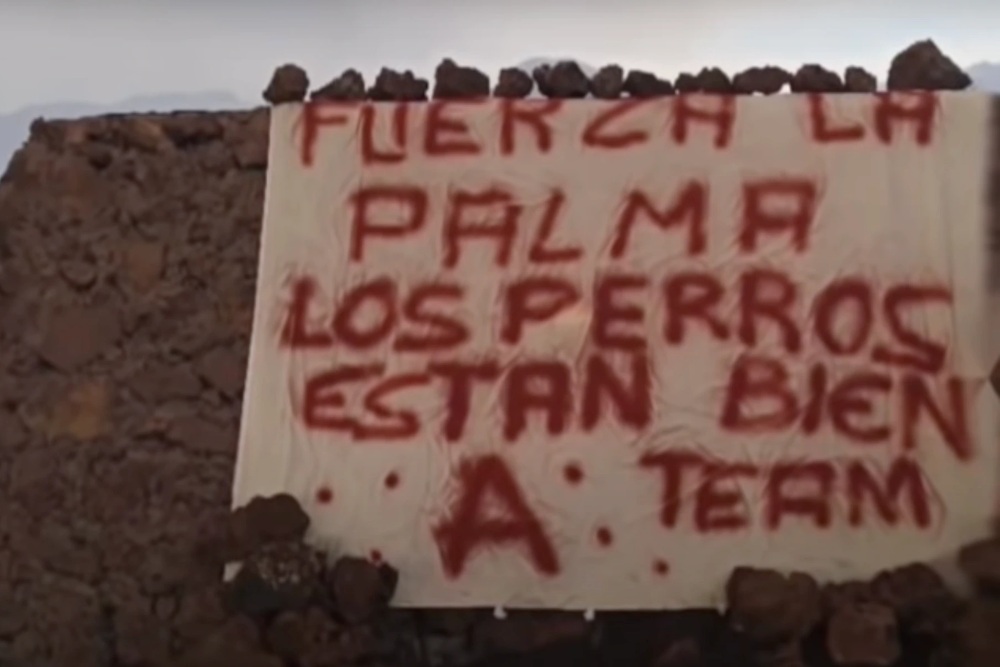 FUERZA LA
PALMA
LOS PERROS
ESTAN BIEN
A TEAM